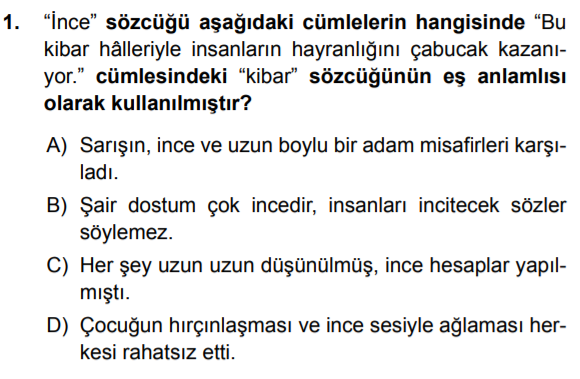 1. “İnce” sözcüğü aşağıdaki cümlelerin hangisinde “Bu
kibar hâlleriyle insanların hayranlığını çabucak kazanı-
yor.” cümlesindeki “kibar” sözcüğünün eş anlamlısı
olarak kullanılmıştır?
A) Sarışın, ince ve uzun boylu bir adam misafirleri karşı-
ladı.
B) Şair dostum çok incedir, insanları incitecek sözler
söylemez.
C) Her şey uzun uzun düşünülmüş, ince hesaplar yapıl-
mıştı.
D) Çocuğun hırçınlaşması ve ince sesiyle ağlaması her-
kesi rahatsız etti.